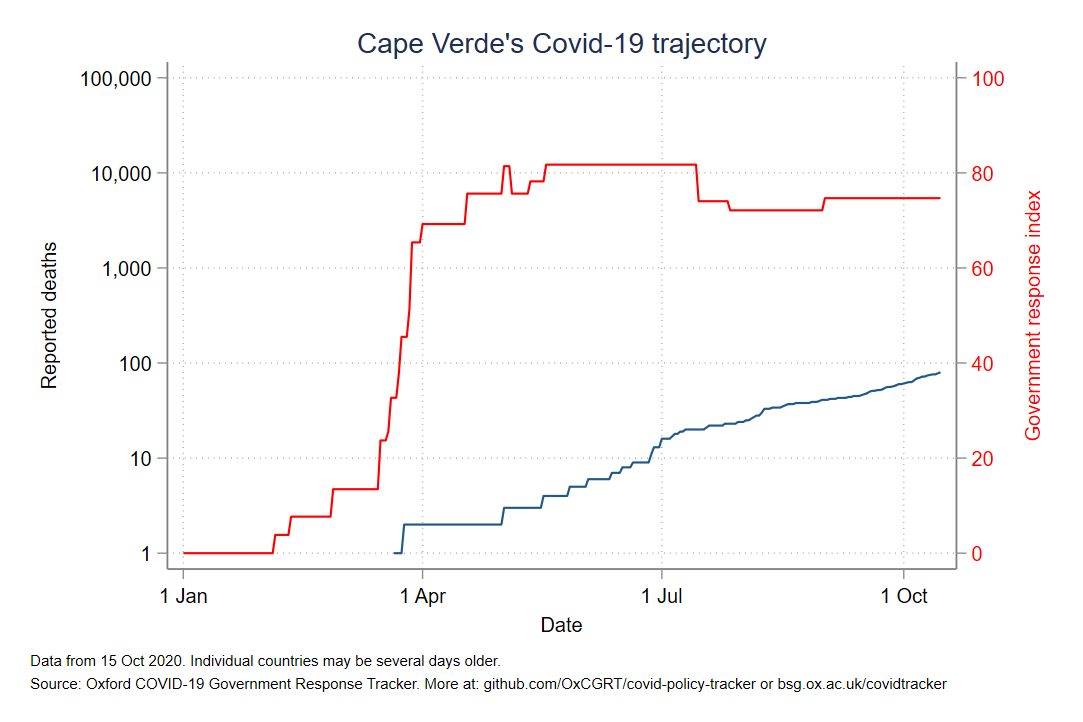 Cape Verde's Covid-19 trajectory
100,000
10,000
1,000
100
10
1
Reported deaths
100
80
60
40
20
0
Government response index
1 Jan
1 Apr
1 Jul
1 Oct
Date
Data from 15 Oct 2020. Individual countries may be several days older.
Source: Oxford COVID-19 Government Response Tracker. More at: github.com/OxCGRT/covid-policy-tracker or bsg.ox.ac.uk/covidtracker